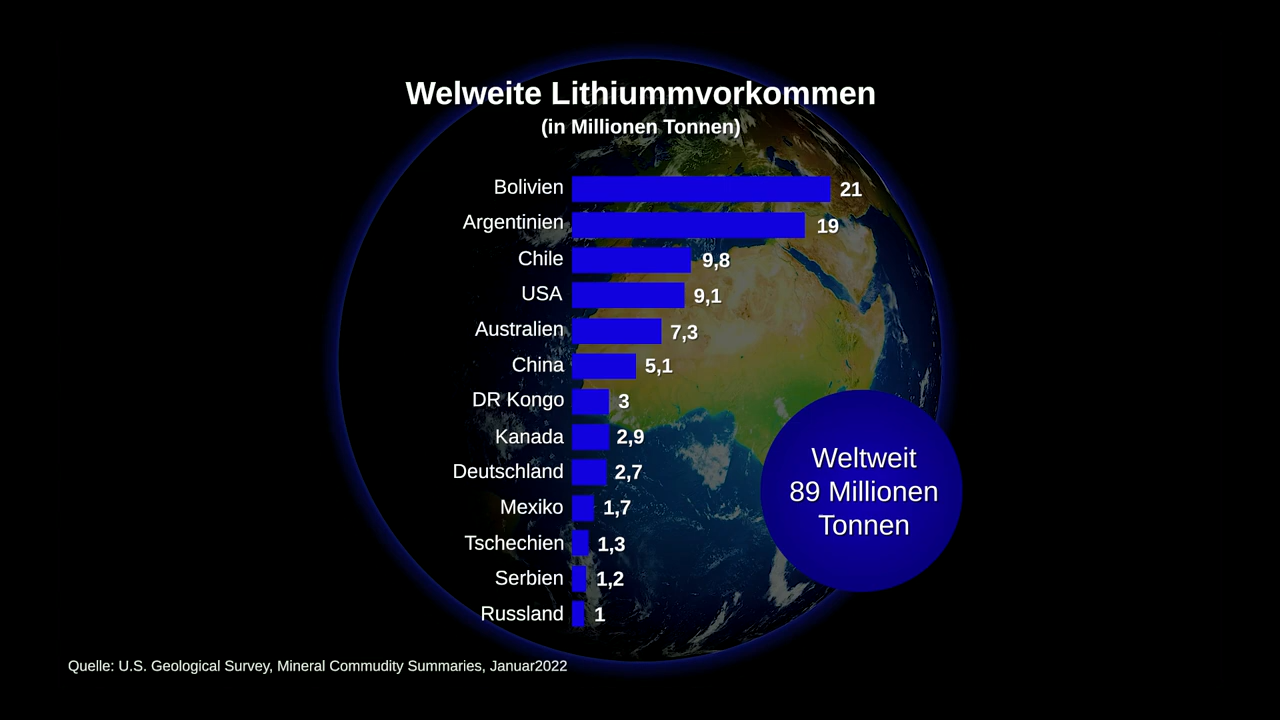 Welweite Lithiummvorkommen
(in Millionen Tonnen)
Bolivien 21
Argentinien 19
Chile 9,8
USA 9,1
Australien 7,3
China 5,1
DR Kongo 3
Kanada 2,9
Deutschland 2,7
Mexiko 1,7
Tschechien 1,3
Serbien 1,2
Russland 1
Weltweit
89 Millionen
Tonnen
Quelle: U.S. Geological Survey, Mineral Commudity Summaries, Januar2022